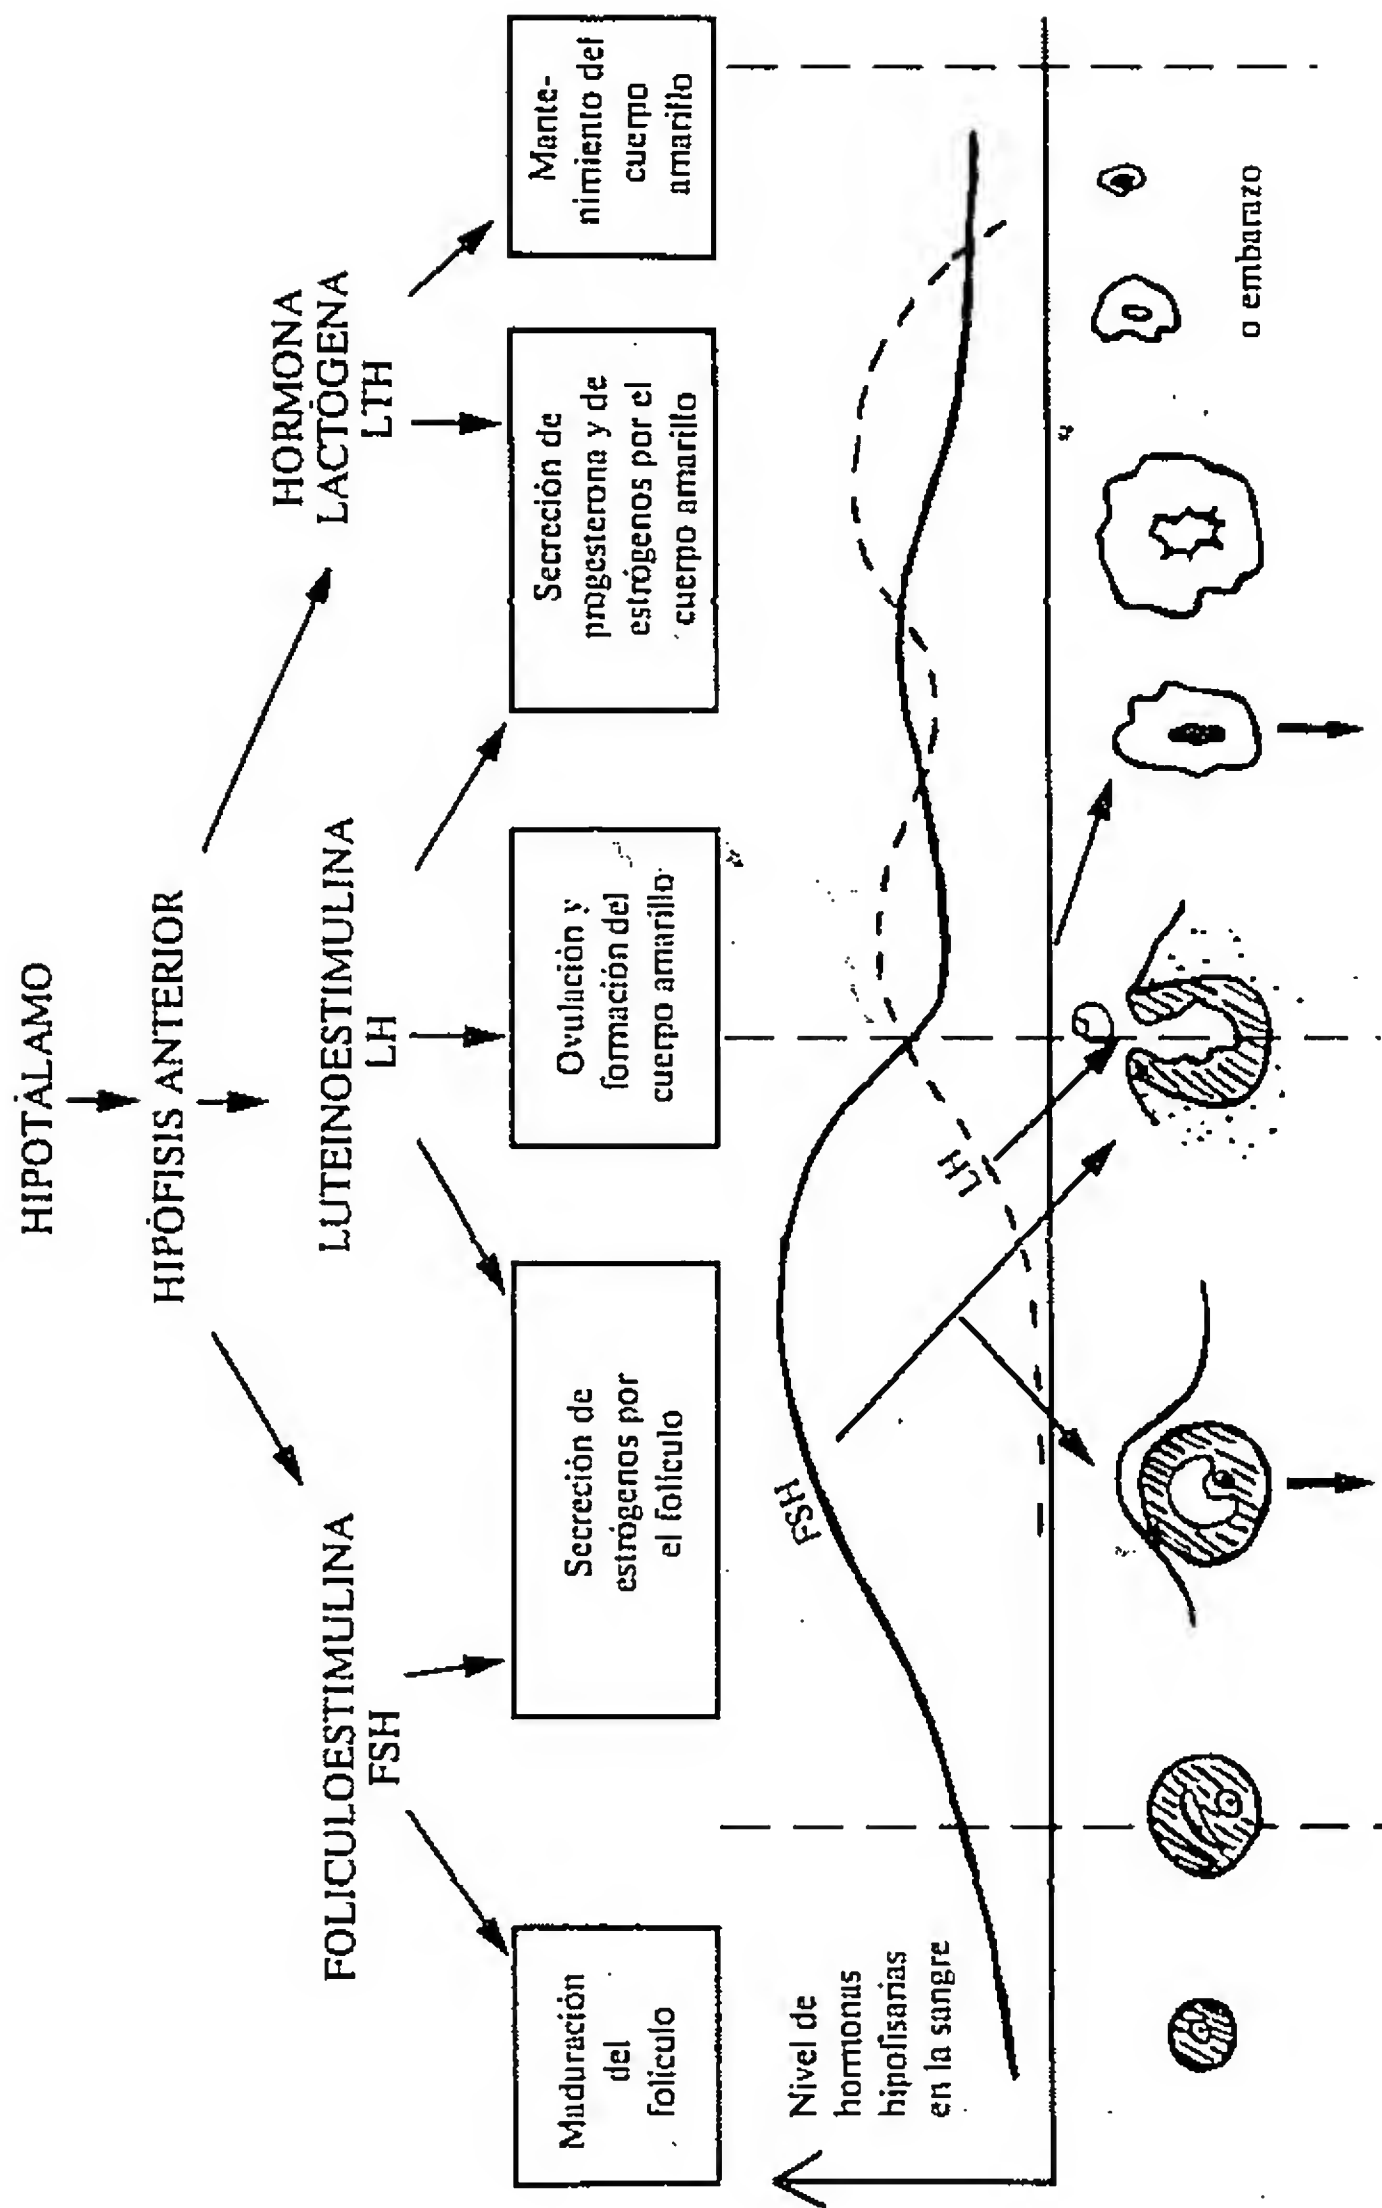 HIPOTÁLAMO
HIPÓFISIS ANTERIOR
FOLICULOESTIMULINA
FSH
LUTEINOESTIMULINA
LH
HORMONA
LACTÓGENA
LTH
Maduración
del
folículo
Secreción de
estrógenos por
el folículo
Ovulación y
formación del
cuerpo amarillo
Secreción de
progesterona y de
estrógenos por el
cuerpo amarillo
Mante-
nimiento del
cuerpo
amarillo
Nivel de
hormonas
hipofisarias
en la sangre
FSH
LH
o embarazo